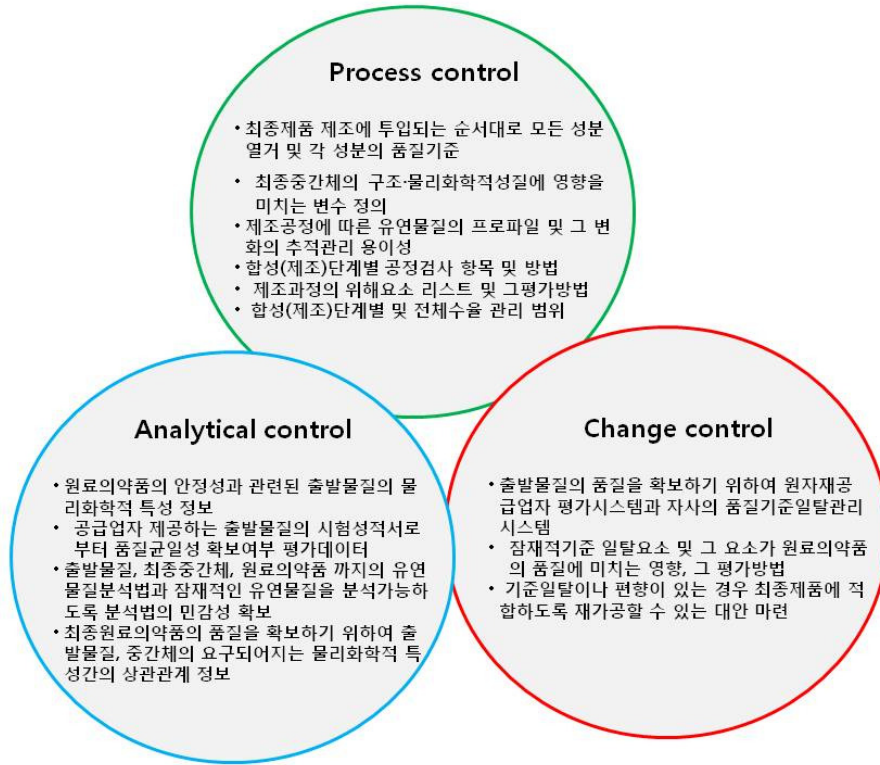 Process control
• 최종제품 제조에 투입되는 순서대로 모든 성분
열거 및 각 성분의 품질기준
• 최종중간체의 구조·물리화학적성질에 영향을
미치는 변수 정의
• 제조공정에 따른 유연물질의 프로파일 및 그 변
화의 추적관리 용이성
• 합성(제조)단계별 공정검사 항목 및 방법
• 제조과정의 위해요소 리스트 및 그평가방법
• 합성(제조)단계별 및 전체수율 관리 범위
Analytical control
• 원료의약품의 안정성과 관련된 출발물질의 물
리화학적 특성 정보
• 공급업자 제공하는 출발물질의 시험성적서로
부터 품질균일성 확보여부 평가데이터
• 출발물질, 최종중간체, 원료의약품 까지의 유연
물질분석법과 잠재적인 유연물질을 분석가능하
도록 분석법의 민감성 확보
• 최종원료의약품의 품질을 확보하기 위하여 출
발물질, 중간체의 요구되어지는 물리화학적 특
성간의 상관관계 정보
Change control
• 출발물질의 품질을 확보하기 위하여 원자재공
급업자 평가시스템과 자사의 품질기준일탈관리
시스템
• 잠재적기준 일탈요소 및 그 요소가 원료의약품
의 품질에 미치는 영향, 그 평가방법
• 기준일탈이나 편향이 있는 경우 최종제품에 적
합하도록 재가공할 수 있는 대안 마련